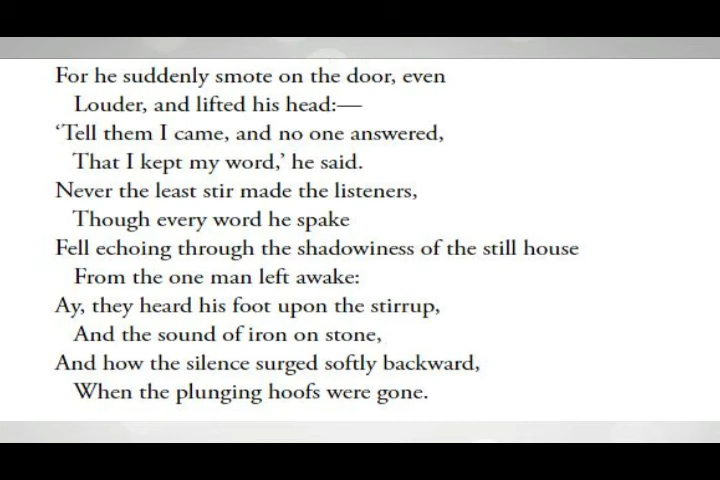 For he suddenly smote on the door, even
Louder, and lifted his head:—
‘Tell them I came, and no one answered,
That I kept my word,’ he said.
Never the least stir made the listeners,
Though every word he spake
Fell echoing through the shadowiness of the still house
From the one man left awake:
Ay, they heard his foot upon the stirrup,
And the sound of iron on stone,
And how the silence surged softly backward,
When the plunging hoofs were gone.